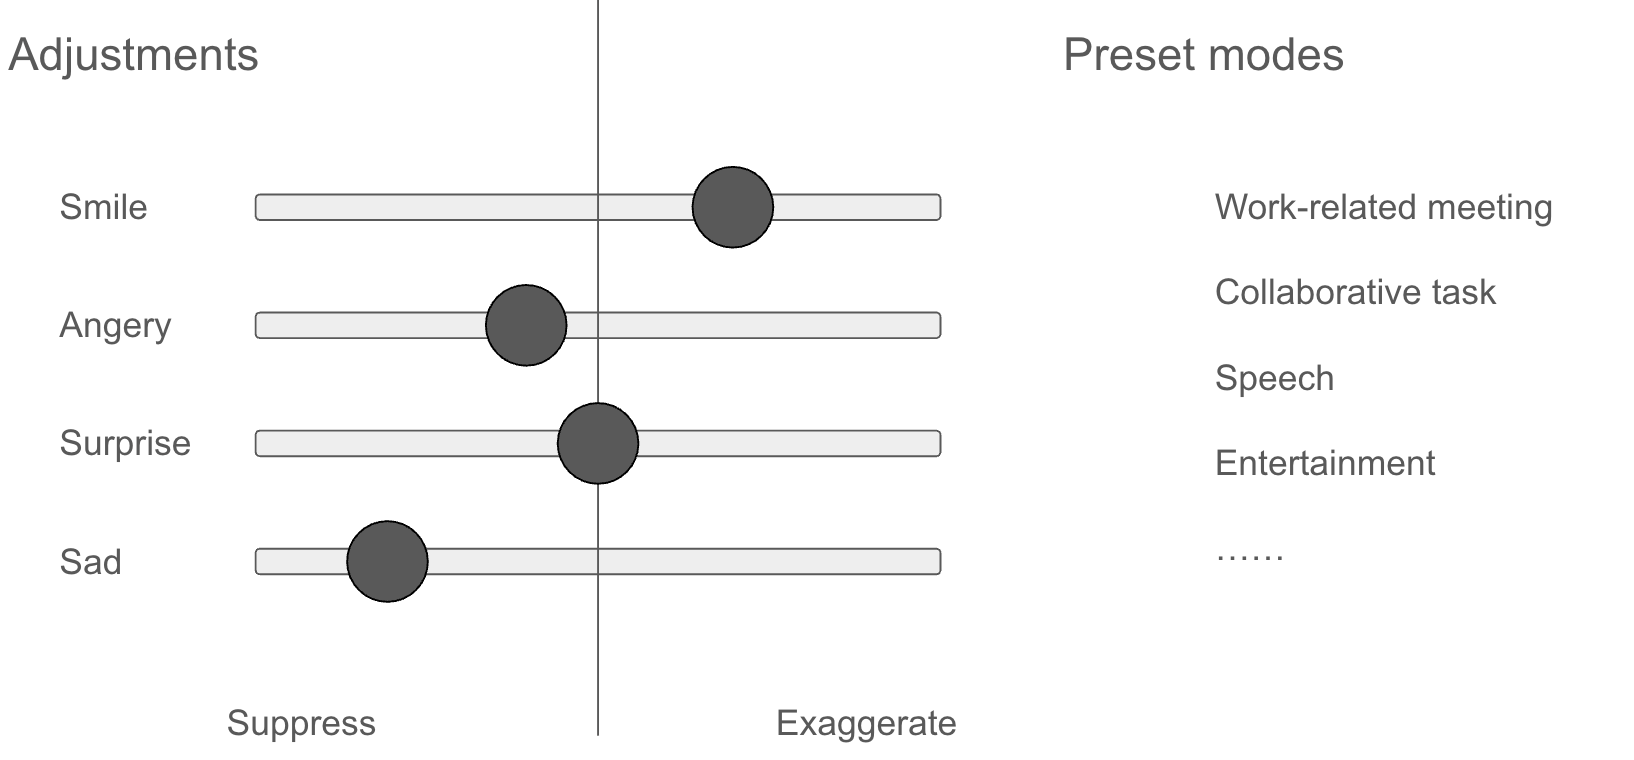 Adjustments
Preset modes
Smile
Angery
Surprise
Sad
Suppress
Exaggerate
Work-related meeting
Collaborative task
Speech
Entertainment
……